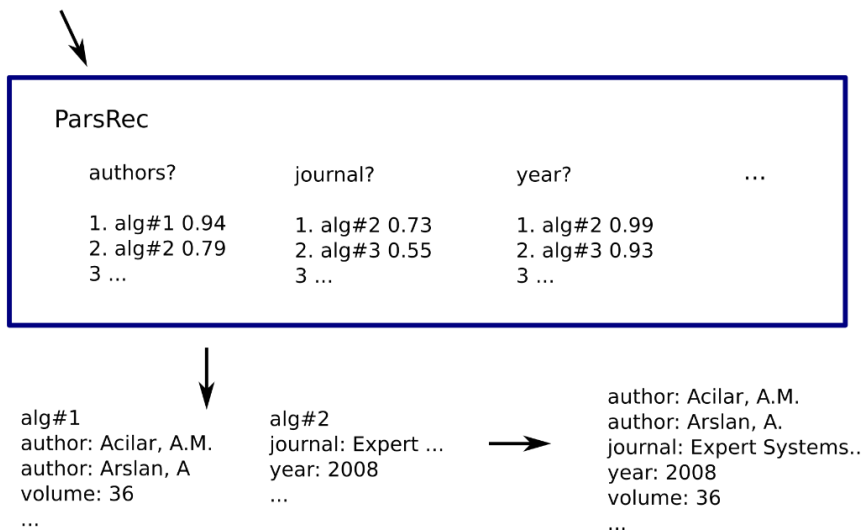 ParsRec
authors?
1. alg#1 0.94
2. alg#2 0.79
3 ...
journal?
1. alg#2 0.73
2. alg#3 0.55
3 ...
year?
1. alg#2 0.99
2. alg#3 0.93
3 ...
...
alg#1
author: Acilar, A.M.
author: Arslan, A
volume: 36
...
alg#2
journal: Expert ...
year: 2008
...
author: Acilar, A.M.
author: Arslan, A.
journal: Expert Systems..
year: 2008
volume: 36
...